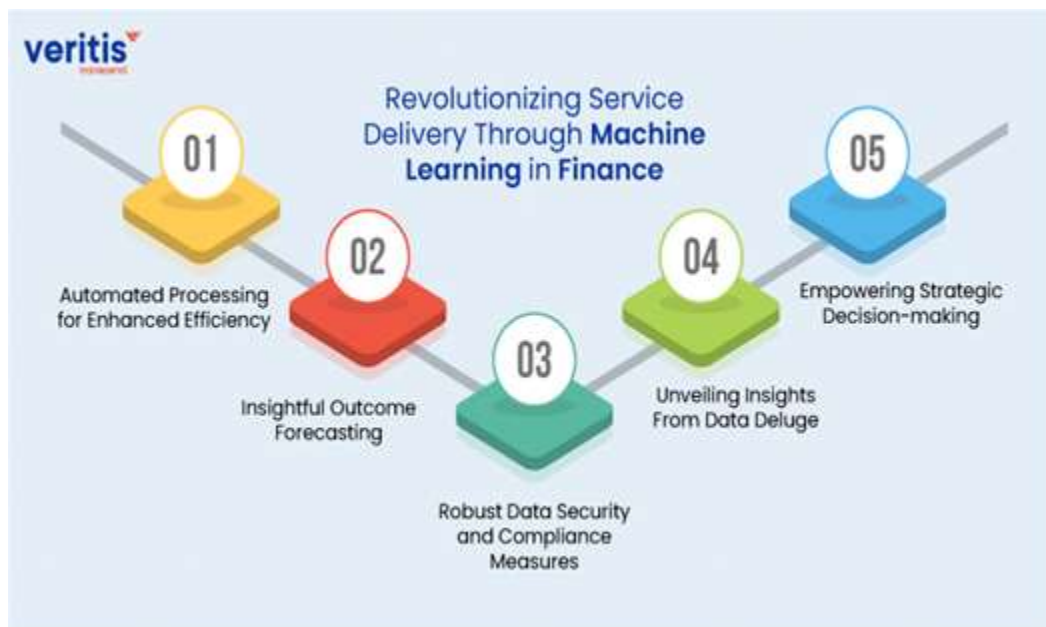 veritis
Revolutionizing Service
Delivery Through Machine
Learning in Finance
01
Automated Processing
for Enhanced Efficiency
02
Insightful Outcome
Forecasting
03
Robust Data Security
and Compliance
Measures
04
Unveiling Insights
From Data Deluge
05
Empowering Strategic
Decision-making